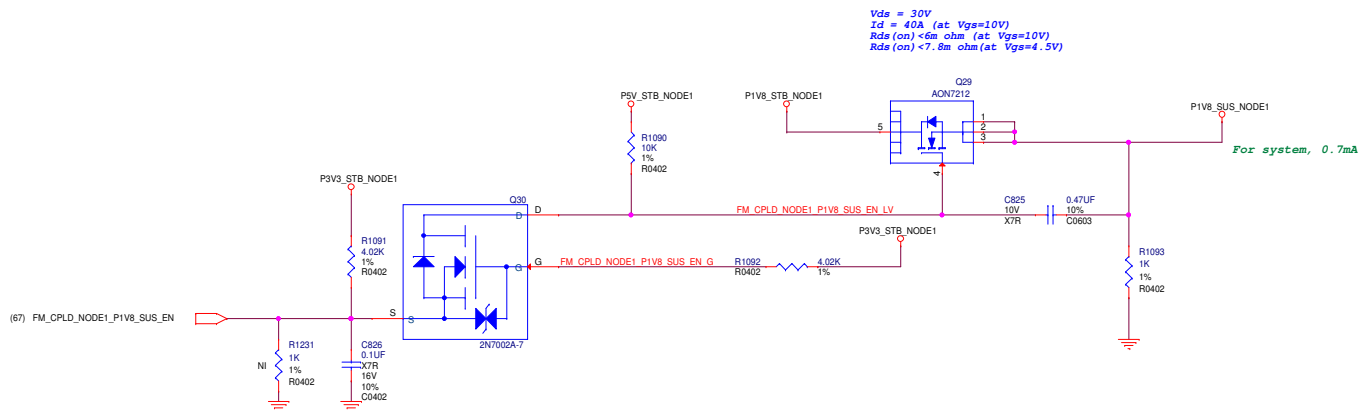 Vds = 30V
Id = 40A (at Vgs=10V)
Rds(on)<6m ohm (at Vgs=10V)
Rds(on)<7.8m ohm(at Vgs=4.5V)
Q29
AON7212
P5V_STB_NODE1
P1V8_STB_NODE1
P1V8_SUS_NODE1
1
2
3
5
4
R1090
10K
1%
R0402
For system, 0.7mA
P3V3_STB_NODE1
Q30
D
D
FM_CPLD_NODE1_P1V8_SUS_EN_LV
C825
10V
X7R
0.47UF
10%
C0603
P3V3_STB_NODE1
R1091
4.02K
1%
R0402
G
G
FM_CPLD_NODE1_P1V8_SUS_EN_G
R1092
R0402
4.02K
1%
R1093
1K
1%
R0402
(67) FM_CPLD_NODE1_P1V8_SUS_EN
S
S
2N7002A-7
R1231
1K
1%
R0402
NI
C826
0.1UF
X7R
16V
10%
C0402